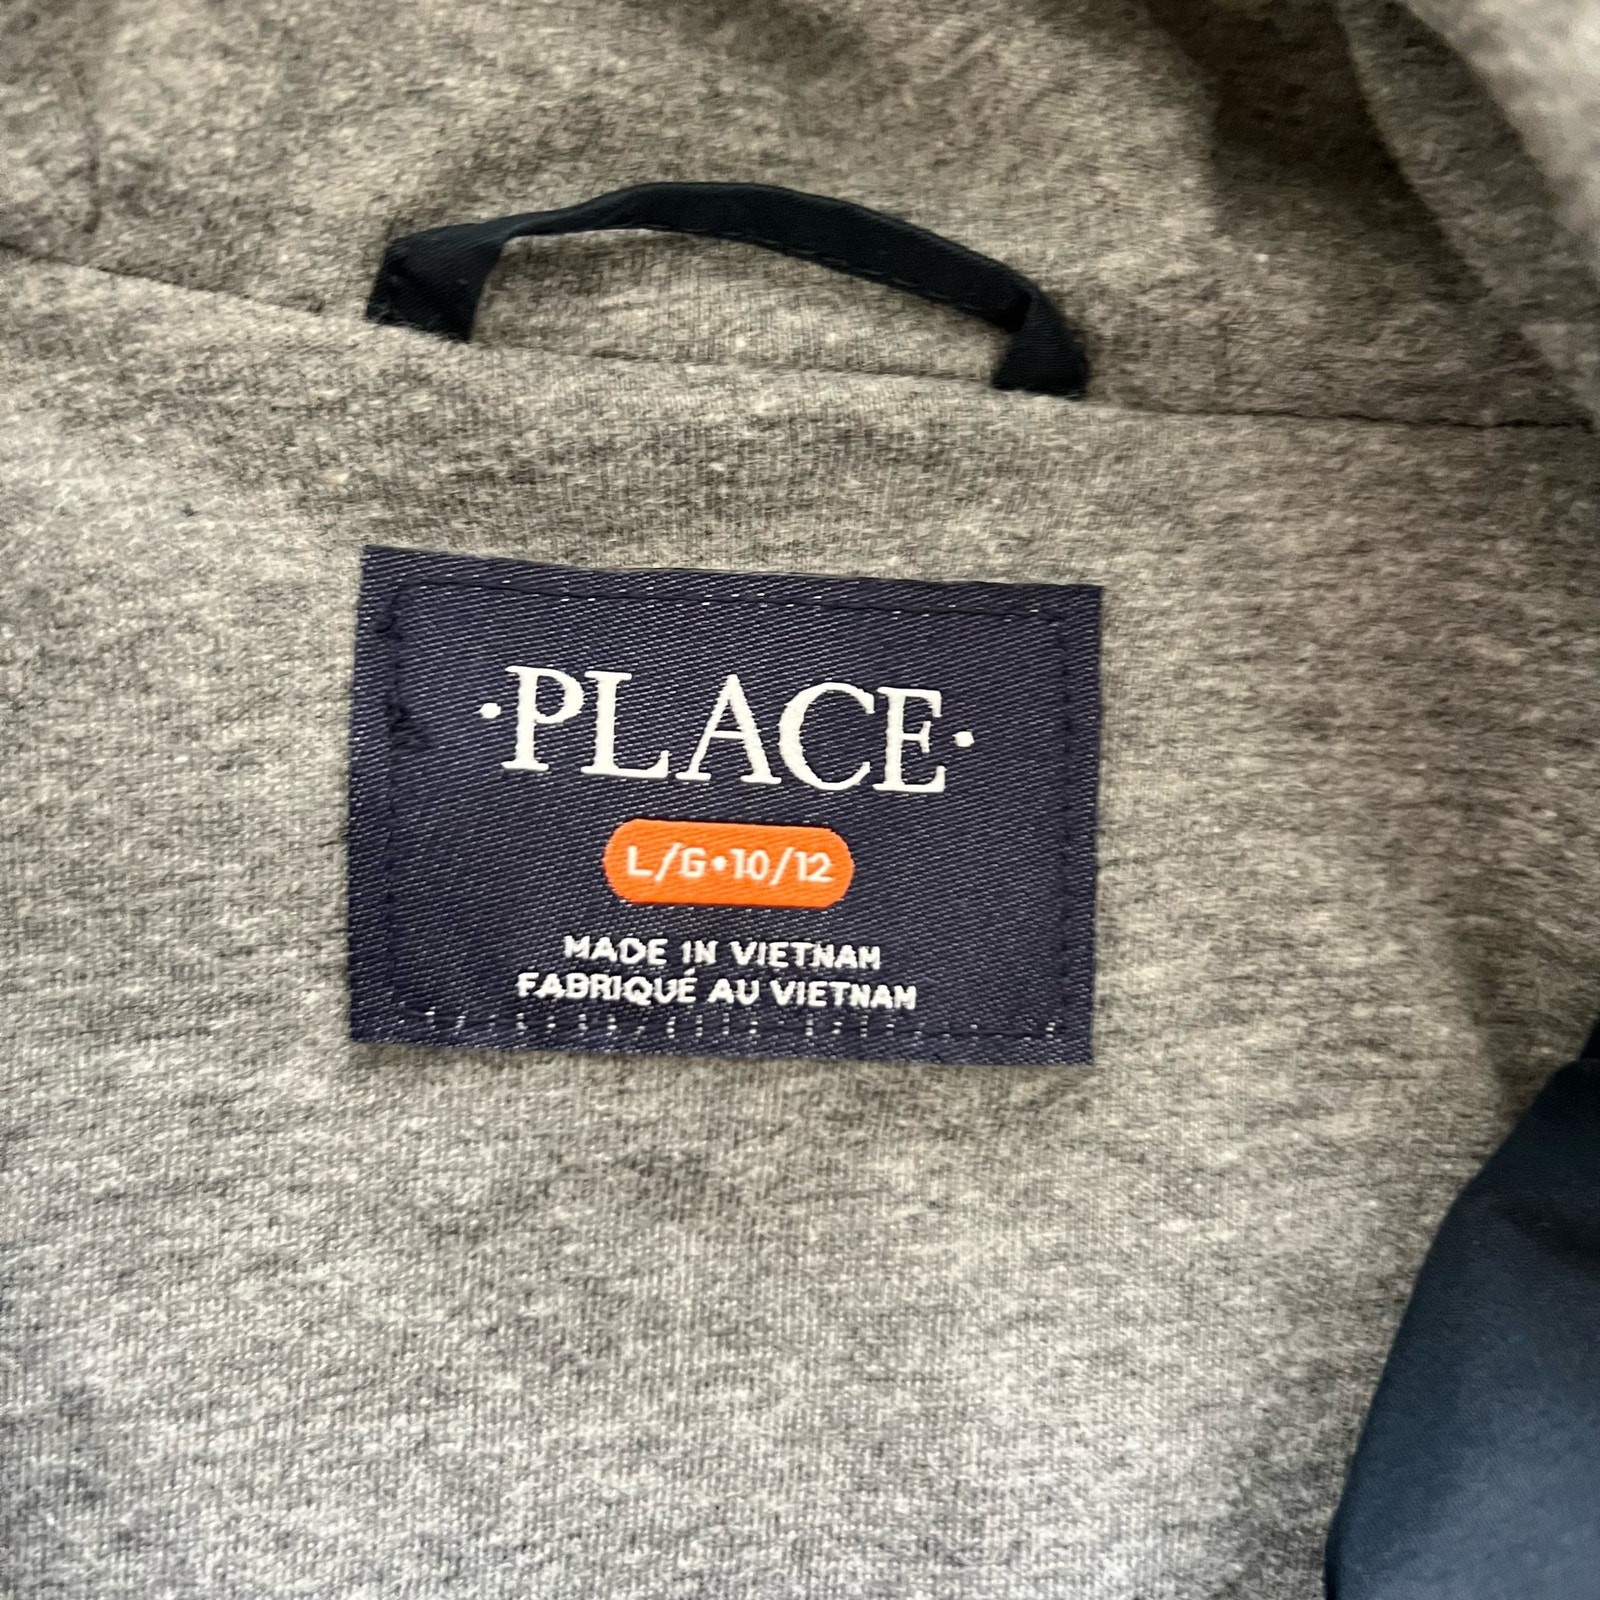 ·PLACE·
L/G•10/12
MADE IN VIETNAM
FABRIQUÉ AU VIETNAM